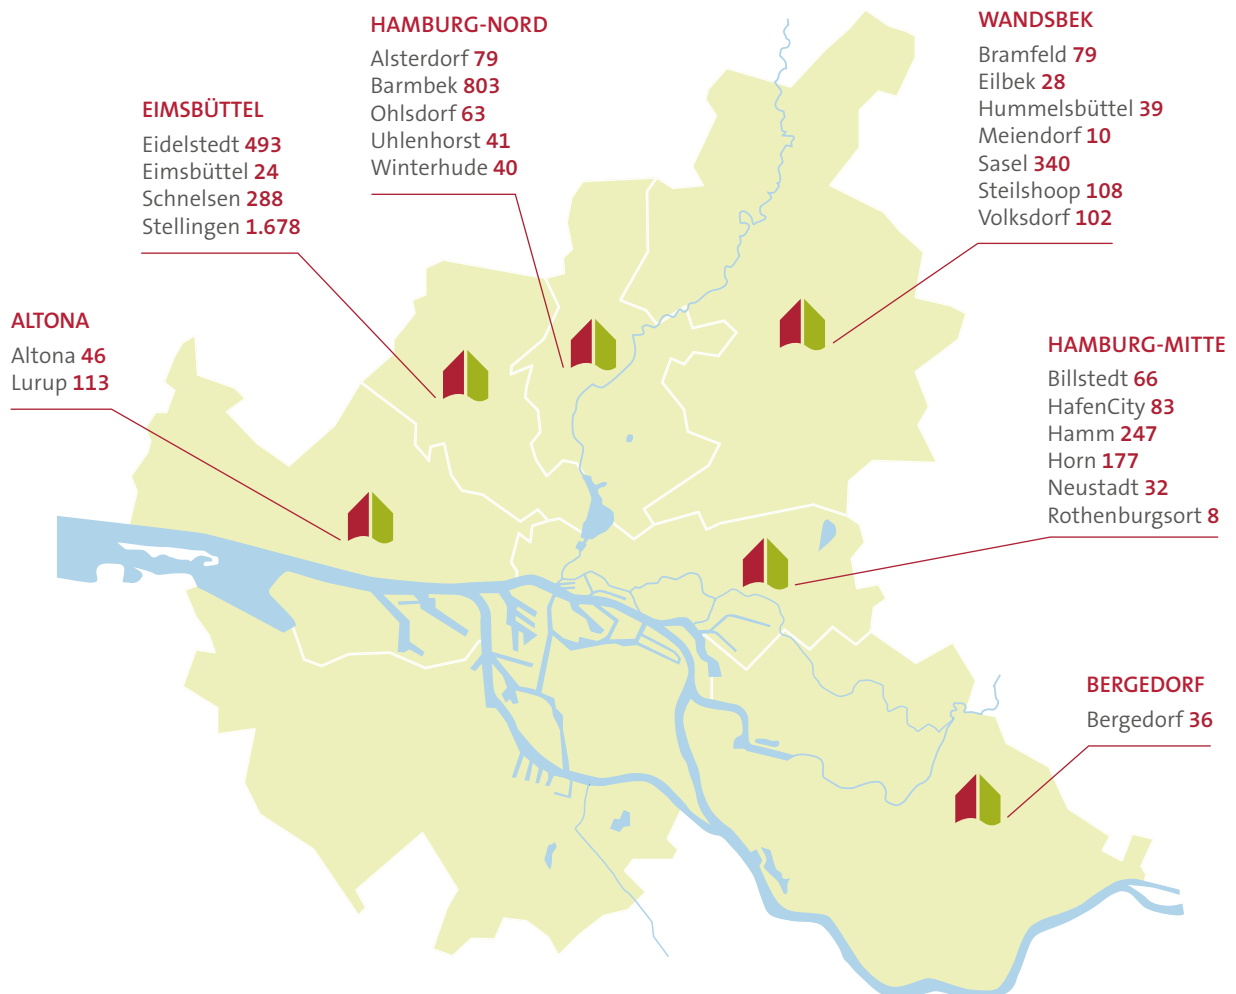 HAMBURG-NORD
Alsterdorf 79
Barmbek 803
Ohlsdorf 63
Uhlenhorst 41
Winterhude 40
WANDSBEK
Bramfeld 79
Eilbek 28
Hummelsbüttel 39
Meiendorf 10
Sasel 340
Steilshoop 108
Volksdorf 102
EIMSBÜTTEL
Eidelstedt 493
Eimsbüttel 24
Schnelsen 288
Stellingen 1.678
ALTONA
Altona 46
Lurup 113
HAMBURG-MITTE
Billstedt 66
HafenCity 83
Hamm 247
Horn 177
Neustadt 32
Rothenburgsort 8
BERGEDORF
Bergedorf 36